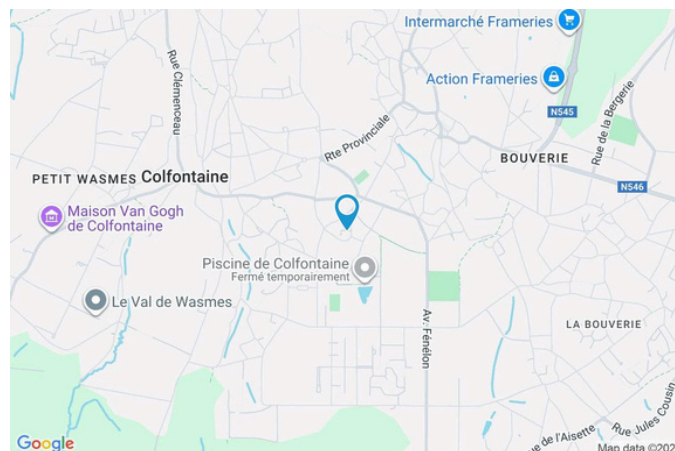 Intermarché Frameries
Action Frameries
Rue Clémenceau
N545
Rue de la Bergerie
Rte Provinciale
BOUVERIE
PETIT WASMES
Colfontaine
N546
Maison Van Gogh
de Colfontaine
Piscine de Colfontaine
Fermé temporairement
Le Val de Wasmes
Av. Fénélon
LA BOUVERIE
Rue Jules Cousin
de l'Aisette
Google
Map data ©202